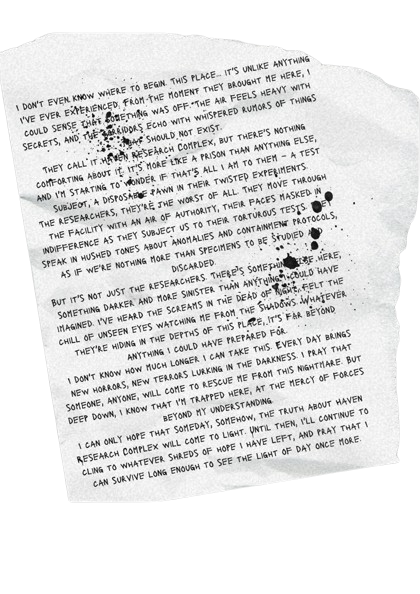 I DON'T EVEN KNOW WHERE TO BEGIN. THIS PLACE... IT'S UNLIKE ANYTHING
I'VE EVER EXPERIENCED. FROM THE MOMENT THEY BROUGHT ME HERE, I
COULD SENSE THAT SOMETHING WAS OFF. THE AIR FEELS HEAVY WITH
SECRETS, AND THE CORRIDORS ECHO WITH WHISPERED RUMORS OF THINGS
THAT SHOULD NOT EXIST.
THEY CALL IT HAVEN RESEARCH COMPLEX, BUT THERE'S NOTHING
COMFORTING ABOUT IT. IT'S MORE LIKE A PRISON THAN ANYTHING ELSE,
AND I'M STARTING TO WONDER IF THAT'S ALL I AM TO THEM – A TEST
SUBJECT, A DISPOSABLE PAWN IN THEIR TWISTED EXPERIMENTS.
THE RESEARCHERS, THEY'RE THE WORST OF ALL. THEY MOVE THROUGH
THE FACILITY WITH AN AIR OF AUTHORITY, THEIR FACES MASKED IN
INDIFFERENCE AS THEY SUBJECT US TO THEIR TORTUROUS TESTS. THEY
SPEAK IN HUSHED TONES ABOUT ANOMALIES AND CONTAINMENT PROTOCOLS,
AS IF WE'RE NOTHING MORE THAN SPECIMENS TO BE STUDIED AND
DISCARDED.
BUT IT'S NOT JUST THE RESEARCHERS. THERE'S SOMETHING ELSE HERE,
SOMETHING DARKER AND MORE SINISTER THAN ANYTHING I COULD HAVE
IMAGINED. I'VE HEARD THE SCREAMS IN THE DEAD OF NIGHT, FELT THE
CHILL OF UNSEEN EYES WATCHING ME FROM THE SHADOWS. WHATEVER
THEY'RE HIDING IN THE DEPTHS OF THIS PLACE, IT'S FAR BEYOND
ANYTHING I COULD HAVE PREPARED FOR.
I DON'T KNOW HOW MUCH LONGER I CAN TAKE THIS. EVERY DAY BRINGS
NEW HORRORS, NEW TERRORS LURKING IN THE DARKNESS. I PRAY THAT
SOMEONE, ANYONE, WILL COME TO RESCUE ME FROM THIS NIGHTMARE. BUT
DEEP DOWN, I KNOW THAT I'M TRAPPED HERE, AT THE MERCY OF FORCES
BEYOND MY UNDERSTANDING.
I CAN ONLY HOPE THAT SOMEDAY, SOMEHOW, THE TRUTH ABOUT HAVEN
RESEARCH COMPLEX WILL COME TO LIGHT. UNTIL THEN, I'LL CONTINUE TO
CLING TO WHATEVER SHREDS OF HOPE I HAVE LEFT, AND PRAY THAT I
CAN SURVIVE LONG ENOUGH TO SEE THE LIGHT OF DAY ONCE MORE.